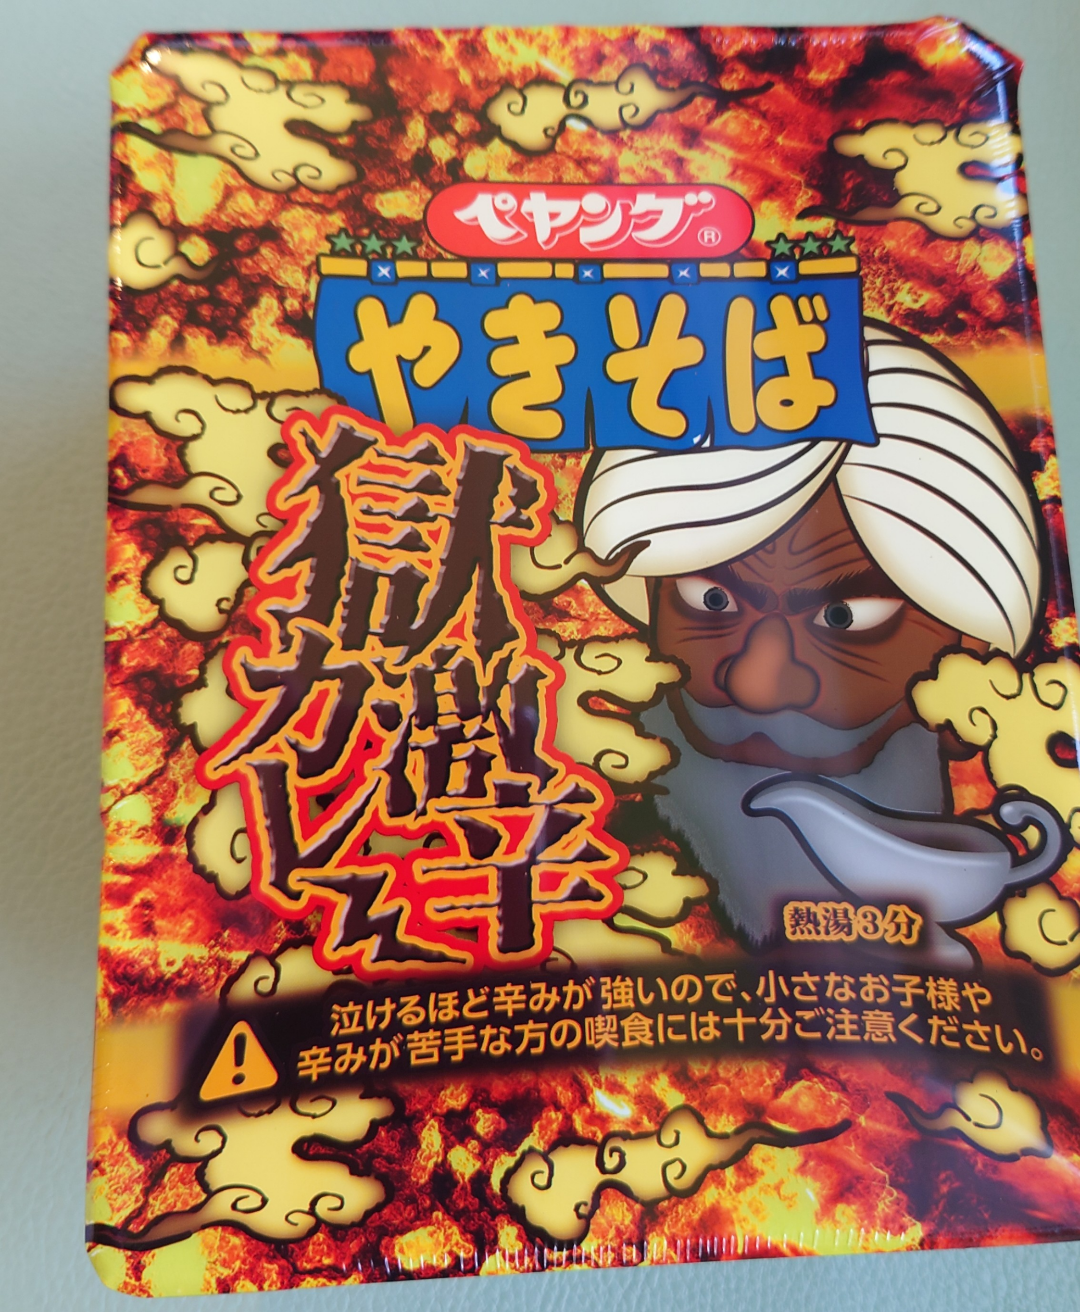 ペヤング®
やきそば
獄激辛
カレー
熱湯3分
泣けるほど辛みが強いので、小さなお子様や
辛みが苦手な方の喫食には十分ご注意ください。